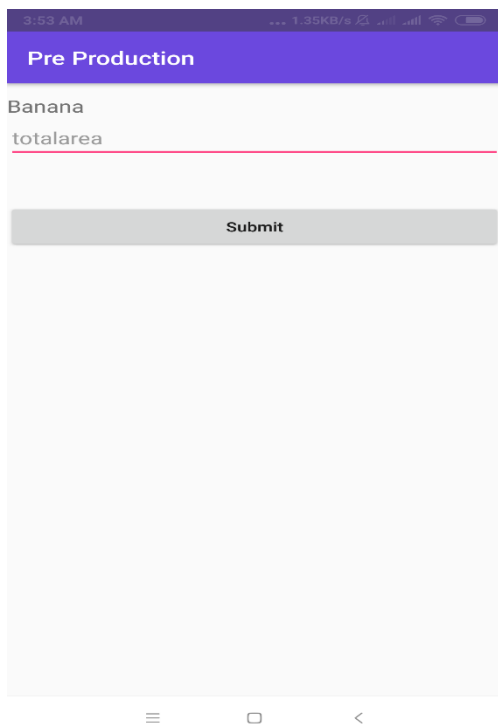 3:53 AM ... 1.35KB/s
Pre Production
Banana
totalarea
Submit